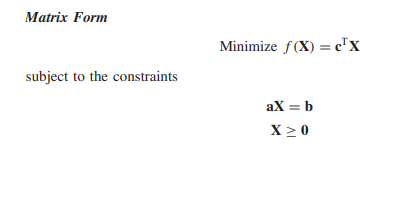 Matrix Form
Minimize f(X) = cᵀX
subject to the constraints
aX = b
X ≥ 0